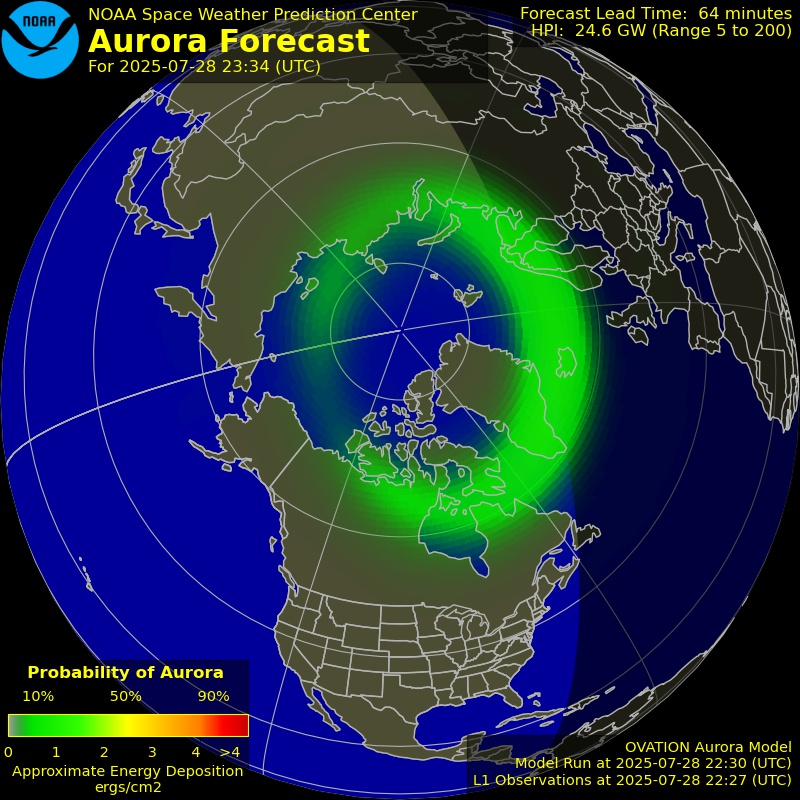 NOAA
NOAA Space Weather Prediction Center
Aurora Forecast
For 2025-07-28 23:34 (UTC)
Forecast Lead Time: 64 minutes
HPI: 24.6 GW (Range 5 to 200)
Probability of Aurora
10% 50% 90%
0 1 2 3 4 >4
Approximate Energy Deposition
ergs/cm2
OVATION Aurora Model
Model Run at 2025-07-28 22:30 (UTC)
L1 Observations at 2025-07-28 22:27 (UTC)